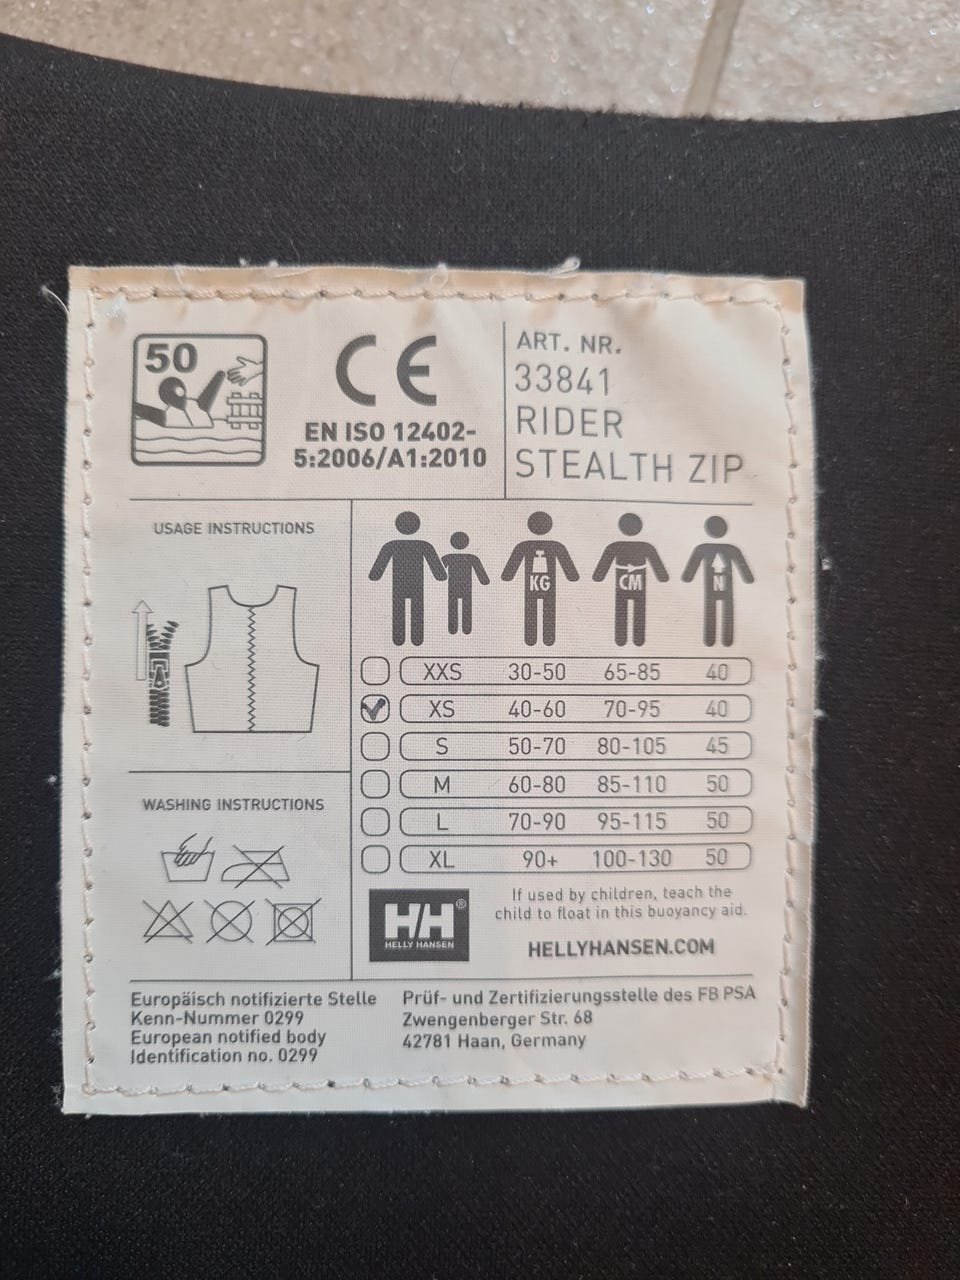 50
CE
EN ISO 12402-
5:2006/A1:2010
ART. NR.
33841
RIDER
STEALTH ZIP
USAGE INSTRUCTIONS
KG CM N
XXS 30-50 65-85 40
XS 40-60 70-95 40
S 50-70 80-105 45
M 60-80 85-110 50
L 70-90 95-115 50
XL 90+ 100-130 50
WASHING INSTRUCTIONS
H/H®
HELLY HANSEN
If used by children, teach the
child to float in this buoyancy aid.
HELLYHANSEN.COM
Europäisch notifizierte Stelle
Kenn-Nummer 0299
European notified body
Identification no. 0299
Prüf- und Zertifizierungsstelle des FB PSA
Zwengenberger Str. 68
42781 Haan, Germany